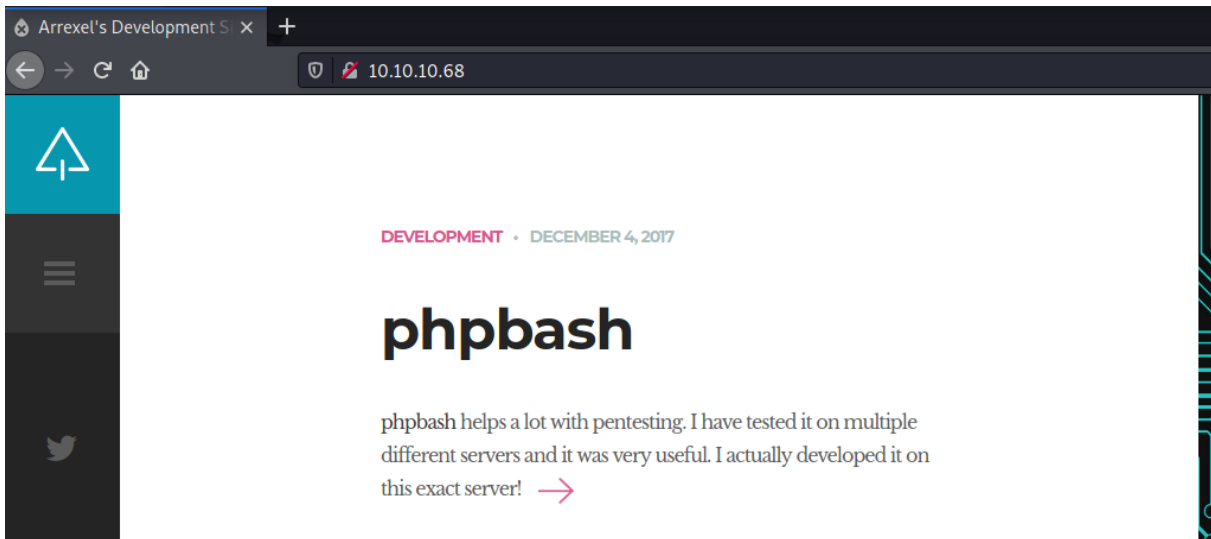 Arrexel's Development S
10.10.10.68
DEVELOPMENT • DECEMBER 4, 2017
phpbash
phpbash helps a lot with pentesting. I have tested it on multiple
different servers and it was very useful. I actually developed it on
this exact server!